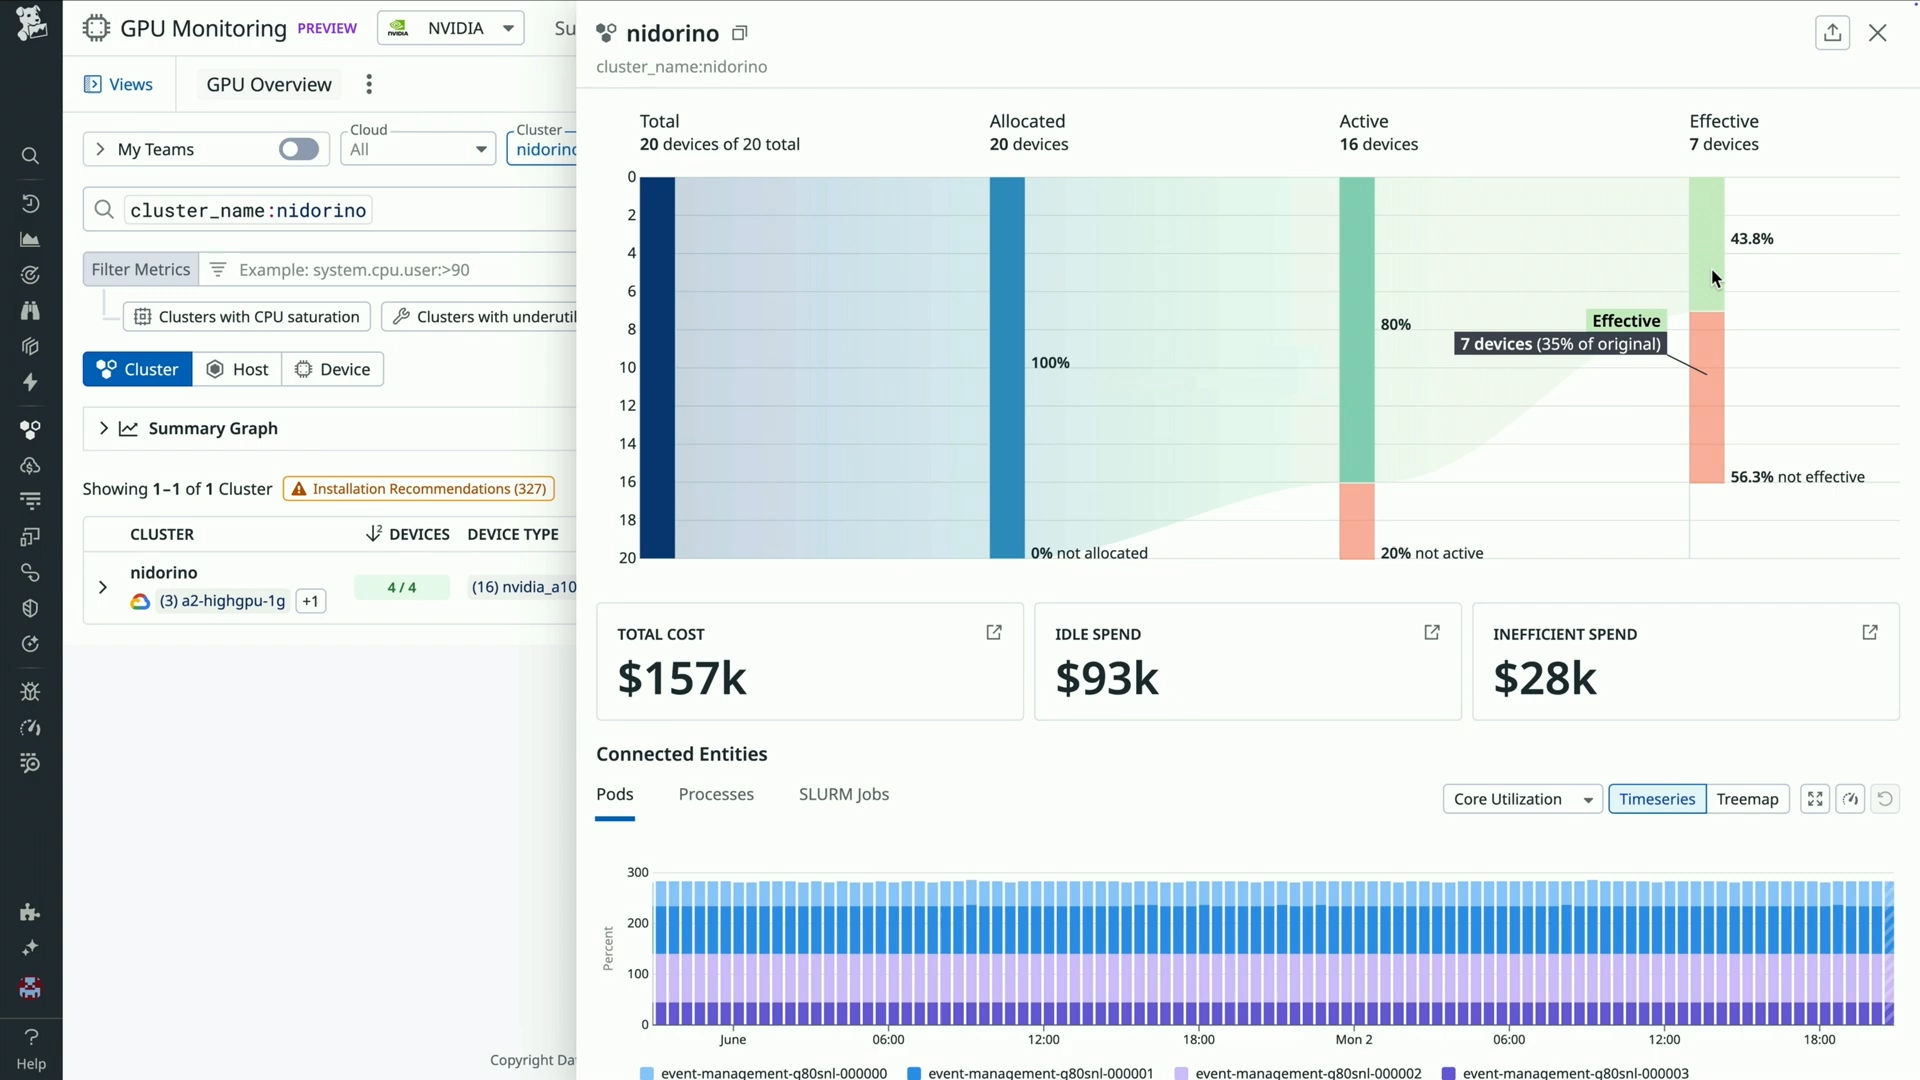 GPU Monitoring PREVIEW
NVIDIA
Su
Views
GPU Overview
My Teams
Cloud
All
Cluster
nidorino
cluster_name:nidorino
Filter Metrics
Example: system.cpu.user:>90
Clusters with CPU saturation
Clusters with underutil
Cluster
Host
Device
Summary Graph
Showing 1–1 of 1 Cluster
Installation Recommendations (327)
CLUSTER
DEVICES
DEVICE TYPE
nidorino
(3) a2-highgpu-1g
+1
4 / 4
(16) nvidia_a10
Copyright Dat
Help
nidorino
cluster_name:nidorino
Total
20 devices of 20 total
Allocated
20 devices
Active
16 devices
Effective
7 devices
0
2
4
6
8
10
12
14
16
18
20
100%
0% not allocated
80%
20% not active
43.8%
56.3% not effective
Effective
7 devices (35% of original)
TOTAL COST
$157k
IDLE SPEND
$93k
INEFFICIENT SPEND
$28k
Connected Entities
Pods
Processes
SLURM Jobs
Core Utilization
Timeseries
Treemap
Percent
300
200
100
0
June
06:00
12:00
18:00
Mon 2
06:00
12:00
18:00
event-management-g80snl-000000
event-management-g80snl-000001
event-management-g80snl-000002
event-management-g80snl-000003